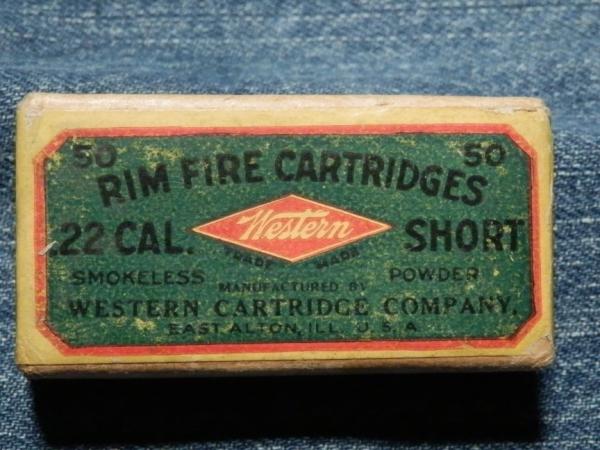 50 50
RIM FIRE CARTRIDGES
.22 CAL. Western SHORT
TRADE MARK
SMOKELESS POWDER
MANUFACTURED BY
WESTERN CARTRIDGE COMPANY,
EAST ALTON, ILL. U.S.A.